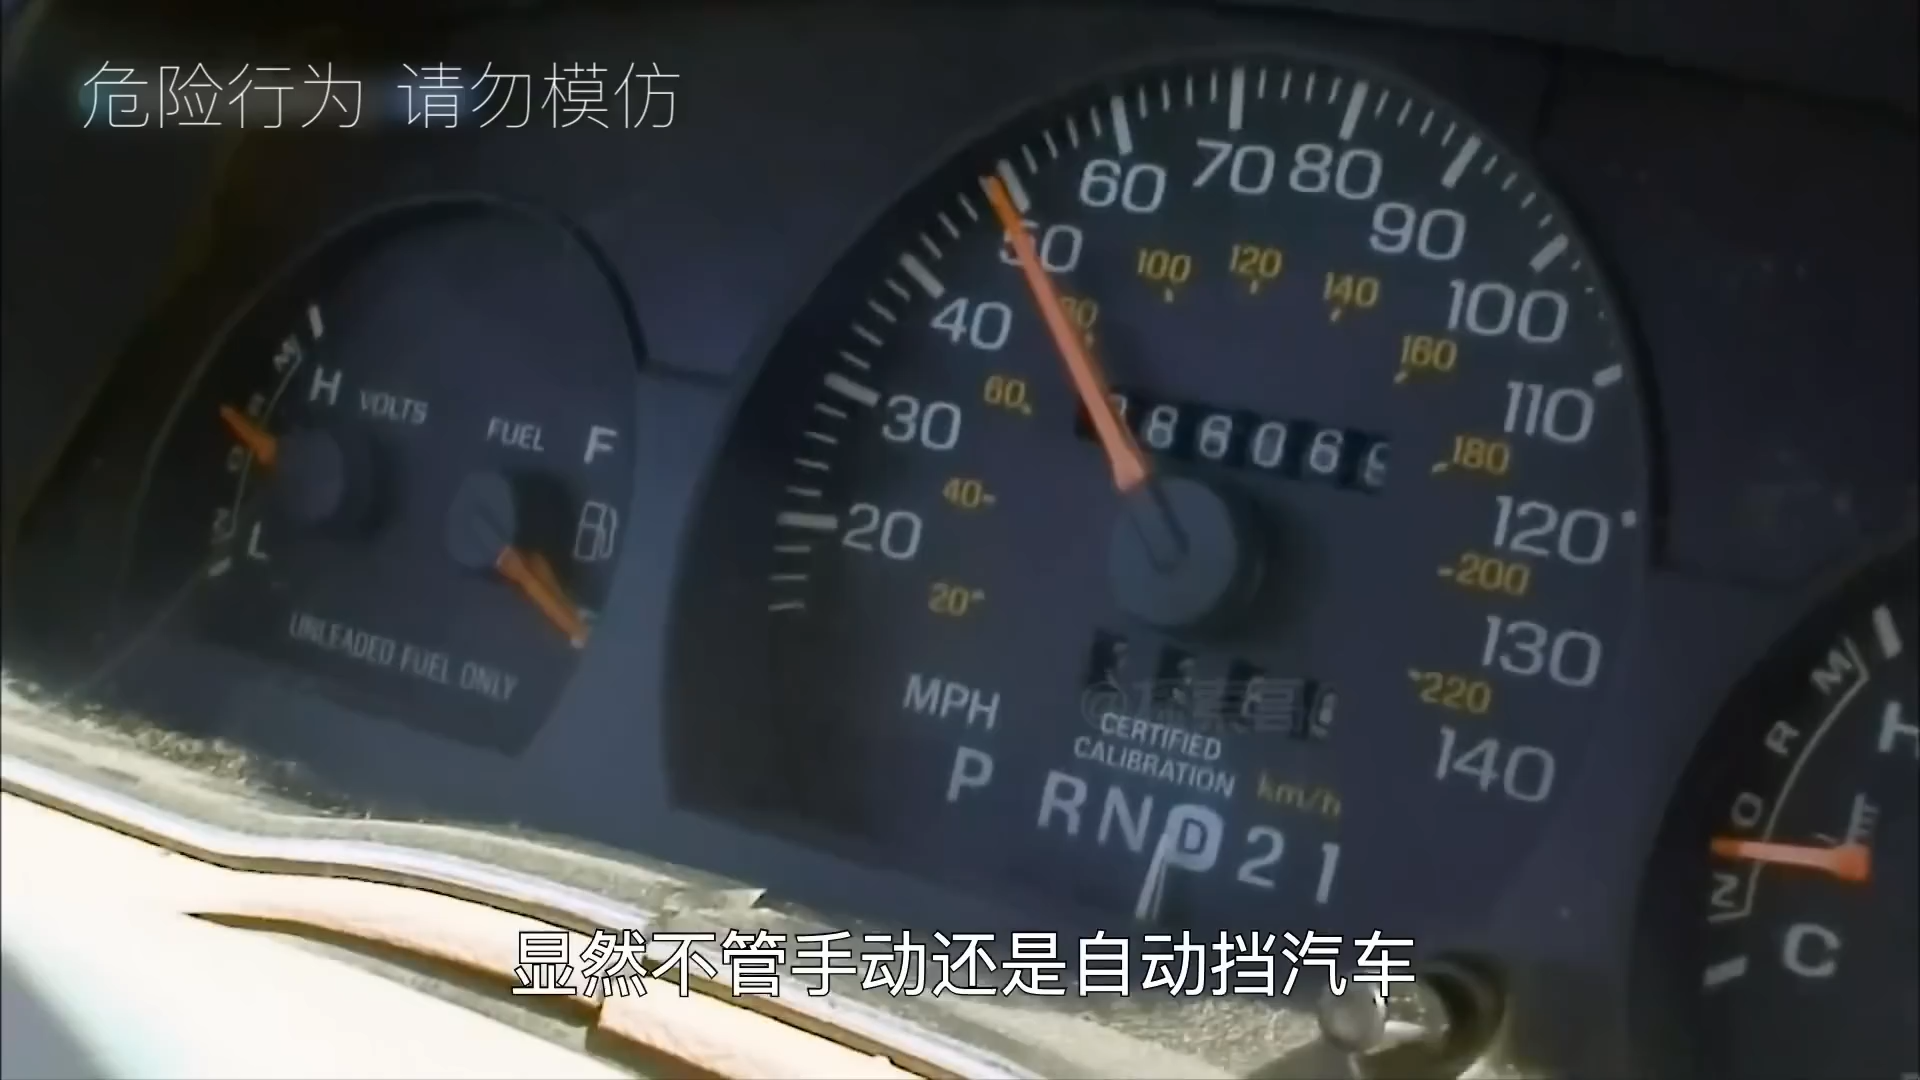 危险行为 请勿模仿
60 70 80
50 90
100 120
40 80 140 100
60 160
30 110
H VOLTS
FUEL F
8606
180
20 40 120
200
L
20
130
UNLEADED FUEL ONLY
220
MPH
CERTIFIED
CALIBRATION
140
km/h
P R N D 2 1
NORM
H
C
显然不管手动还是自动挡汽车